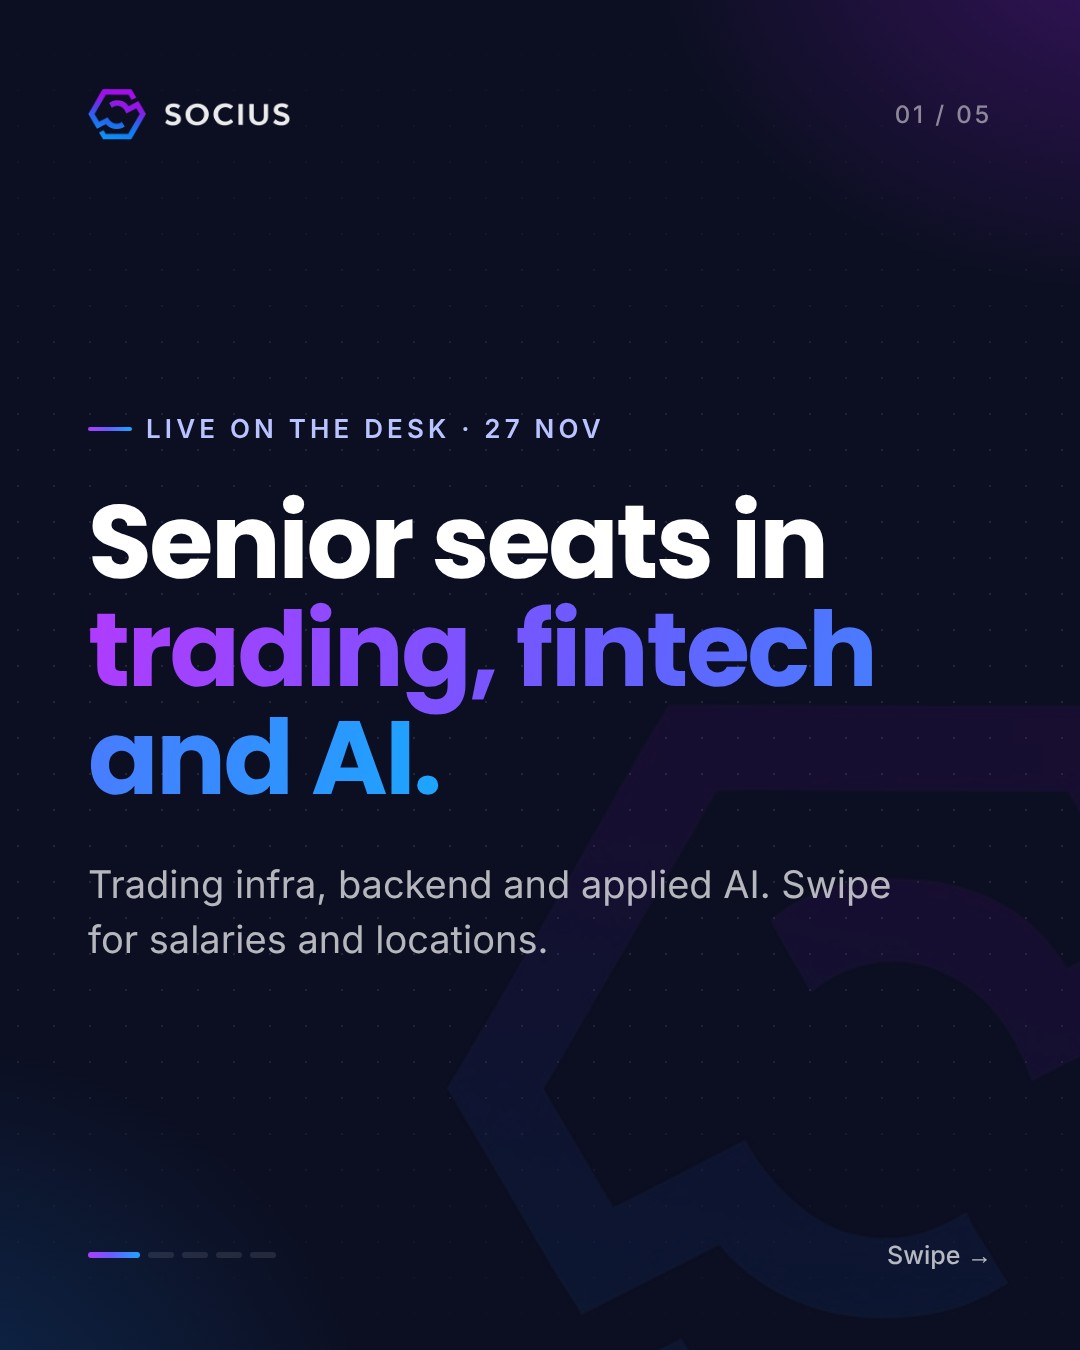 SOCIUS
01 / 05
LIVE ON THE DESK · 27 NOV
Senior seats in
trading, fintech
and AI.
Trading infra, backend and applied AI. Swipe
for salaries and locations.
Swipe →